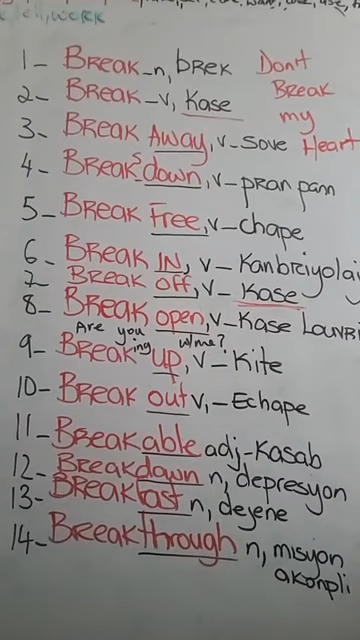 1- BREAK - n, brek
Don't
BREAK
my
Heart
2- BREAK - v, Kase
3- BREAK AWAY, v - sove
4- BREAKS down, v - pran pann
5- BREAK FREE, v - chape
6- BREAK IN, v - Kanbriyolaj
7- BREAK off, v - Kase
8- BREAK open, v - Kase Louvri
Are you w/me?
9- BREAKing up, v - Kite
10- BREAK out v, - Echape
11- BREAKable adj - Kasab
12- BREAKdown n, depresyon
13- BREAKfast n, dejene
14- BREAKthrough n, misyon
akonpli